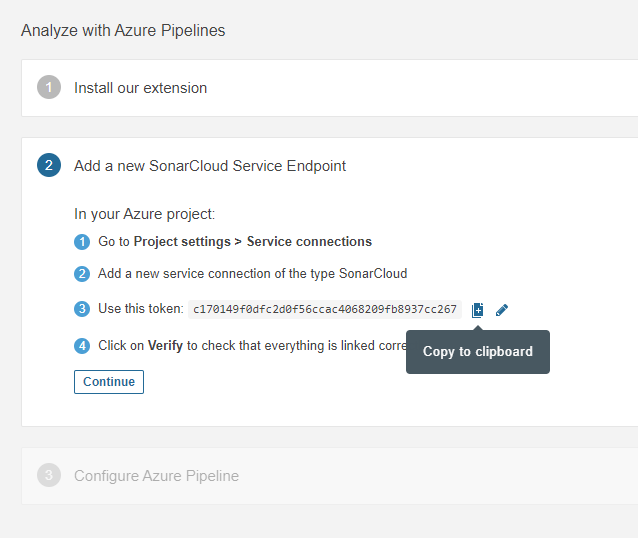 Analyze with Azure Pipelines
1 Install our extension
2 Add a new SonarCloud Service Endpoint
In your Azure project:
1 Go to Project settings > Service connections
2 Add a new service connection of the type SonarCloud
3 Use this token: c170149f0dfc2d0f56ccac4068209fb8937cc267
4 Click on Verify to check that everything is linked corre
Copy to clipboard
Continue
3 Configure Azure Pipeline